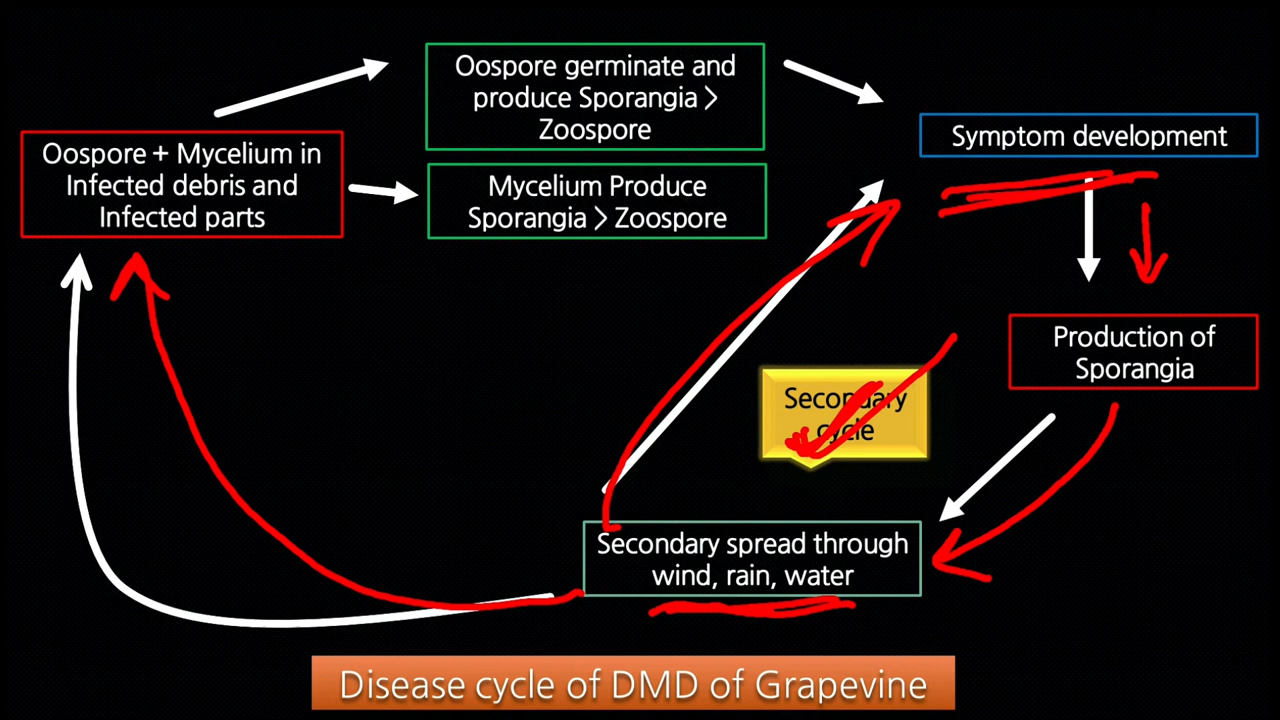 Oospore germinate and
produce Sporangia >
Zoospore
Symptom development
Oospore + Mycelium in
Infected debris and
Infected parts
Mycelium Produce
Sporangia > Zoospore
Production of
Sporangia
Secondary
cycle
Secondary spread through
wind, rain, water
Disease cycle of DMD of Grapevine